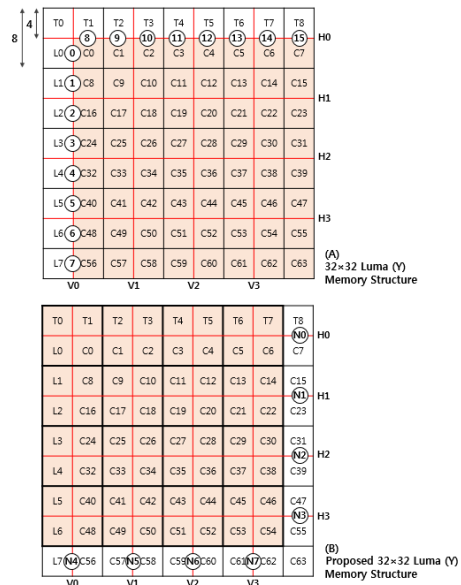 4
8
T0 T1 T2 T3 T4 T5 T6 T7 T8
8 9 10 11 12 13 14 15 H0
L0 0 C0 C1 C2 C3 C4 C5 C6 C7
L1 1 C8 C9 C10 C11 C12 C13 C14 C15
H1
L2 2 C16 C17 C18 C19 C20 C21 C22 C23
L3 3 C24 C25 C26 C27 C28 C29 C30 C31
H2
L4 4 C32 C33 C34 C35 C36 C37 C38 C39
L5 5 C40 C41 C42 C43 C44 C45 C46 C47
H3
L6 6 C48 C49 C50 C51 C52 C53 C54 C55
L7 7 C56 C57 C58 C59 C60 C61 C62 C63
V0 V1 V2 V3
(A)
32×32 Luma (Y)
Memory Structure
T0 T1 T2 T3 T4 T5 T6 T7 T8
N0 H0
L0 C0 C1 C2 C3 C4 C5 C6 C7
L1 C8 C9 C10 C11 C12 C13 C14 C15
N1 H1
L2 C16 C17 C18 C19 C20 C21 C22 C23
L3 C24 C25 C26 C27 C28 C29 C30 C31
N2 H2
L4 C32 C33 C34 C35 C36 C37 C38 C39
L5 C40 C41 C42 C43 C44 C45 C46 C47
N3 H3
L6 C48 C49 C50 C51 C52 C53 C54 C55
L7 N4 C56 C57 N5 C58 C59 N6 C60 C61 N7 C62 C63
V0 V1 V2 V3
(B)
Proposed 32×32 Luma (Y)
Memory Structure